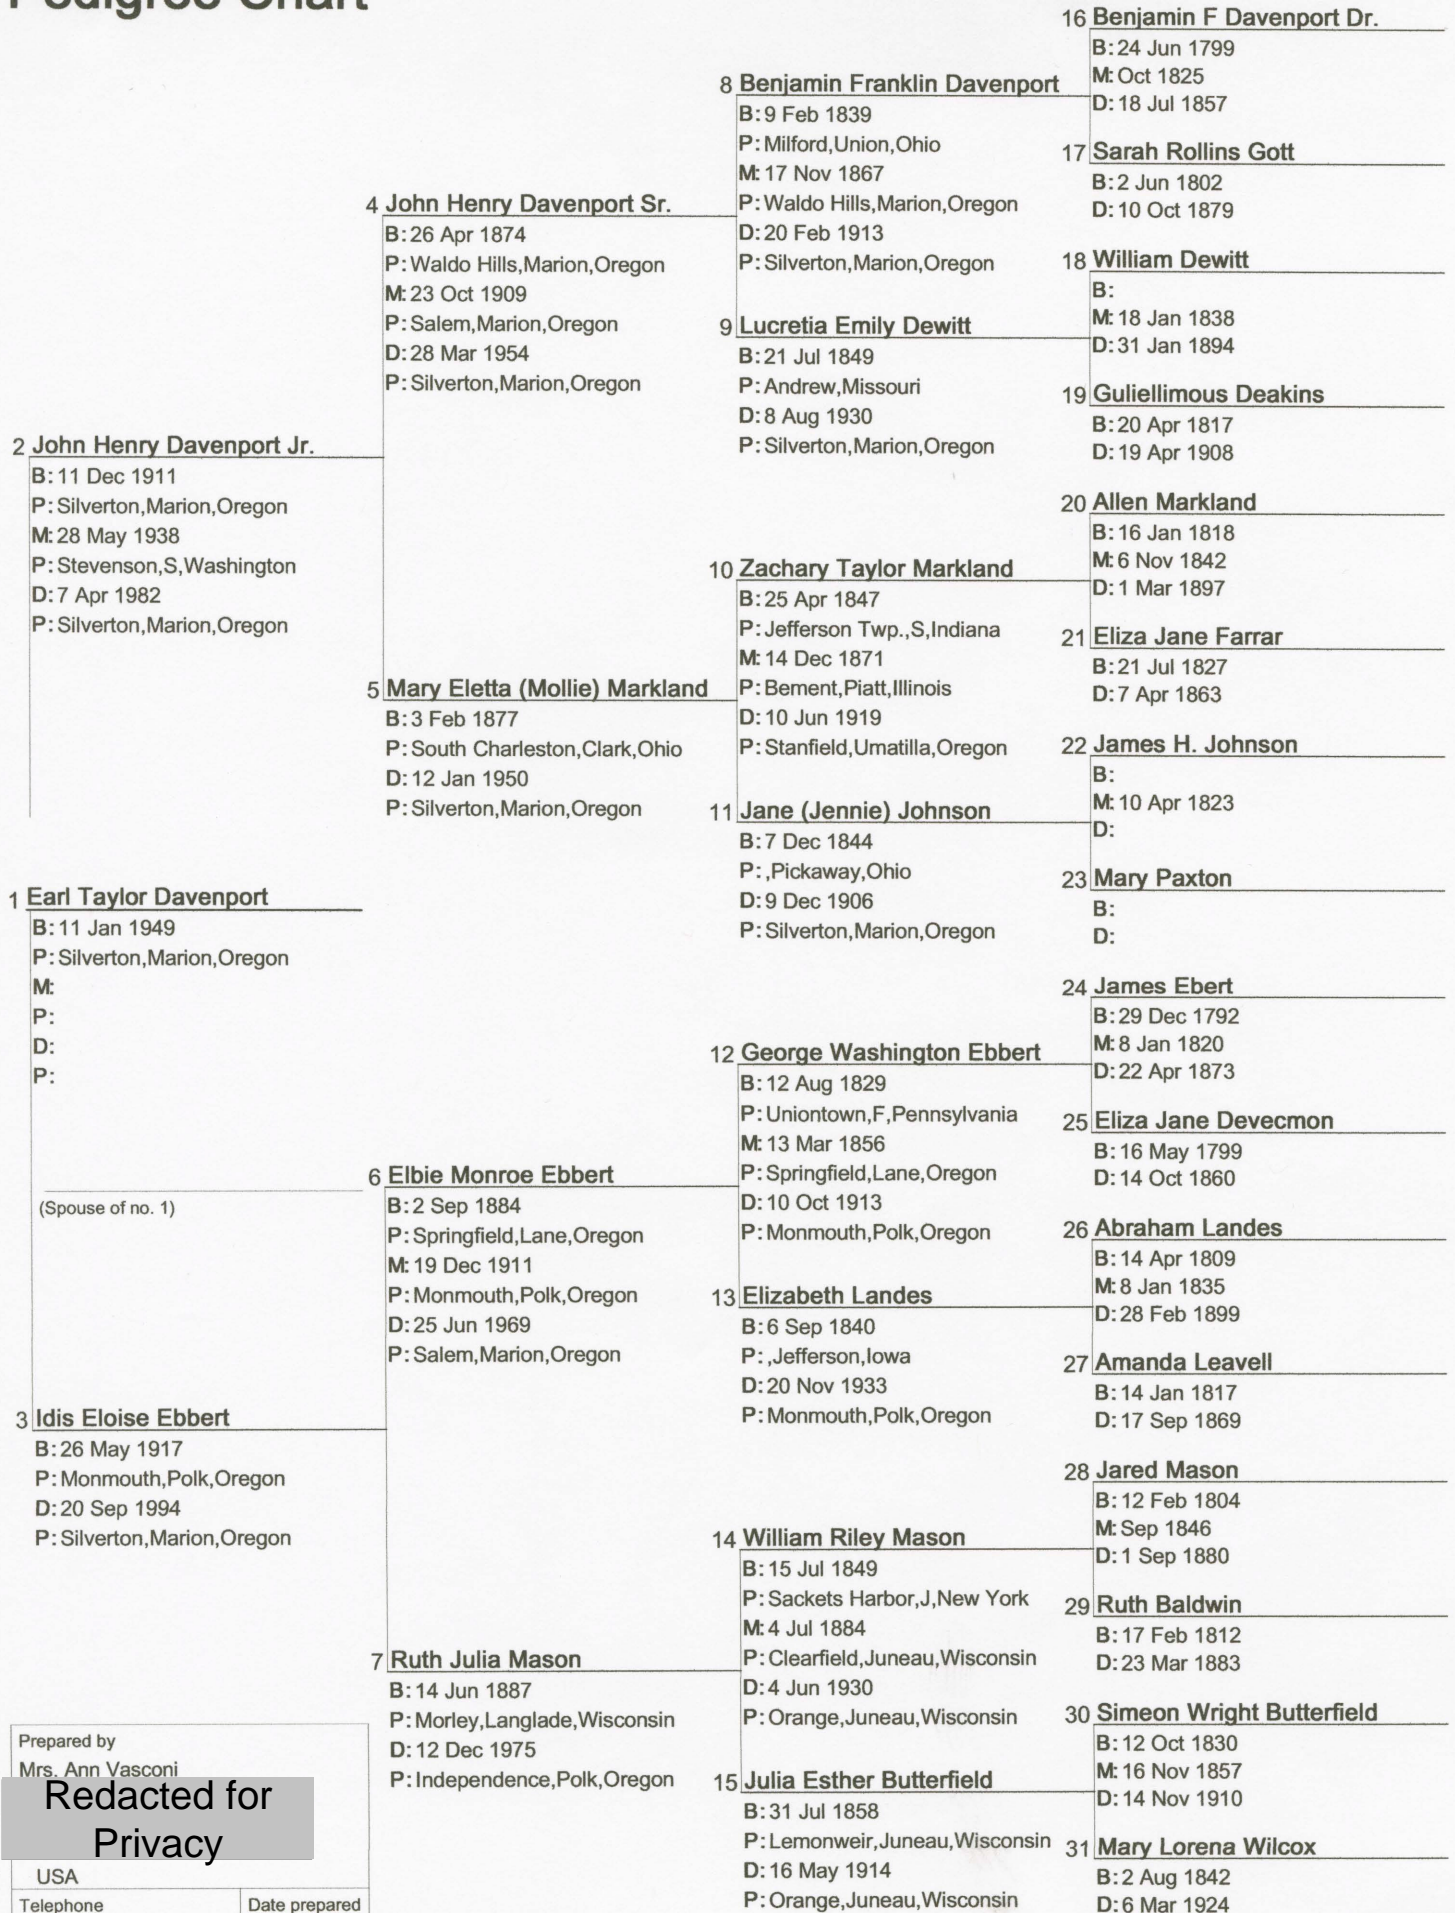 Pedigree Chart
16 Benjamin F Davenport Dr.
B: 24 Jun 1799
M: Oct 1825
D: 18 Jul 1857
8 Benjamin Franklin Davenport
B: 9 Feb 1839
P: Milford,Union,Ohio
M: 17 Nov 1867
P: Waldo Hills,Marion,Oregon
D: 20 Feb 1913
P: Silverton,Marion,Oregon
17 Sarah Rollins Gott
B: 2 Jun 1802
D: 10 Oct 1879
4 John Henry Davenport Sr.
B: 26 Apr 1874
P: Waldo Hills,Marion,Oregon
M: 23 Oct 1909
P: Salem,Marion,Oregon
D: 28 Mar 1954
P: Silverton,Marion,Oregon
18 William Dewitt
B:
M: 18 Jan 1838
D: 31 Jan 1894
9 Lucretia Emily Dewitt
B: 21 Jul 1849
P: Andrew,Missouri
D: 8 Aug 1930
P: Silverton,Marion,Oregon
19 Guliellimous Deakins
B: 20 Apr 1817
D: 19 Apr 1908
2 John Henry Davenport Jr.
B: 11 Dec 1911
P: Silverton,Marion,Oregon
M: 28 May 1938
P: Stevenson,S,Washington
D: 7 Apr 1982
P: Silverton,Marion,Oregon
20 Allen Markland
B: 16 Jan 1818
M: 6 Nov 1842
D: 1 Mar 1897
10 Zachary Taylor Markland
B: 25 Apr 1847
P: Jefferson Twp.,S,Indiana
M: 14 Dec 1871
P: Bement,Piatt,Illinois
D: 10 Jun 1919
P: Stanfield,Umatilla,Oregon
21 Eliza Jane Farrar
B: 21 Jul 1827
D: 7 Apr 1863
5 Mary Eletta (Mollie) Markland
B: 3 Feb 1877
P: South Charleston,Clark,Ohio
D: 12 Jan 1950
P: Silverton,Marion,Oregon
22 James H. Johnson
B:
M: 10 Apr 1823
D:
11 Jane (Jennie) Johnson
B: 7 Dec 1844
P: ,Pickaway,Ohio
D: 9 Dec 1906
P: Silverton,Marion,Oregon
23 Mary Paxton
B:
D:
1 Earl Taylor Davenport
B: 11 Jan 1949
P: Silverton,Marion,Oregon
M:
P:
D:
P:
24 James Ebert
B: 29 Dec 1792
M: 8 Jan 1820
D: 22 Apr 1873
12 George Washington Ebbert
B: 12 Aug 1829
P: Uniontown,F,Pennsylvania
M: 13 Mar 1856
P: Springfield,Lane,Oregon
D: 10 Oct 1913
P: Monmouth,Polk,Oregon
25 Eliza Jane Devecmon
B: 16 May 1799
D: 14 Oct 1860
6 Elbie Monroe Ebbert
B: 2 Sep 1884
P: Springfield,Lane,Oregon
M: 19 Dec 1911
P: Monmouth,Polk,Oregon
D: 25 Jun 1969
P: Salem,Marion,Oregon
(Spouse of no. 1)
26 Abraham Landes
B: 14 Apr 1809
M: 8 Jan 1835
D: 28 Feb 1899
13 Elizabeth Landes
B: 6 Sep 1840
P: ,Jefferson,Iowa
D: 20 Nov 1933
P: Monmouth,Polk,Oregon
27 Amanda Leavell
B: 14 Jan 1817
D: 17 Sep 1869
3 Idis Eloise Ebbert
B: 26 May 1917
P: Monmouth,Polk,Oregon
D: 20 Sep 1994
P: Silverton,Marion,Oregon
28 Jared Mason
B: 12 Feb 1804
M: Sep 1846
D: 1 Sep 1880
14 William Riley Mason
B: 15 Jul 1849
P: Sackets Harbor,J,New York
M: 4 Jul 1884
P: Clearfield,Juneau,Wisconsin
D: 4 Jun 1930
P: Orange,Juneau,Wisconsin
29 Ruth Baldwin
B: 17 Feb 1812
D: 23 Mar 1883
7 Ruth Julia Mason
B: 14 Jun 1887
P: Morley,Langlade,Wisconsin
D: 12 Dec 1975
P: Independence,Polk,Oregon
30 Simeon Wright Butterfield
B: 12 Oct 1830
M: 16 Nov 1857
D: 14 Nov 1910
15 Julia Esther Butterfield
B: 31 Jul 1858
P: Lemonweir,Juneau,Wisconsin
D: 16 May 1914
P: Orange,Juneau,Wisconsin
31 Mary Lorena Wilcox
B: 2 Aug 1842
D: 6 Mar 1924
Prepared by
Mrs. Ann Vasconi
Redacted for
Privacy
USA
Telephone
Date prepared